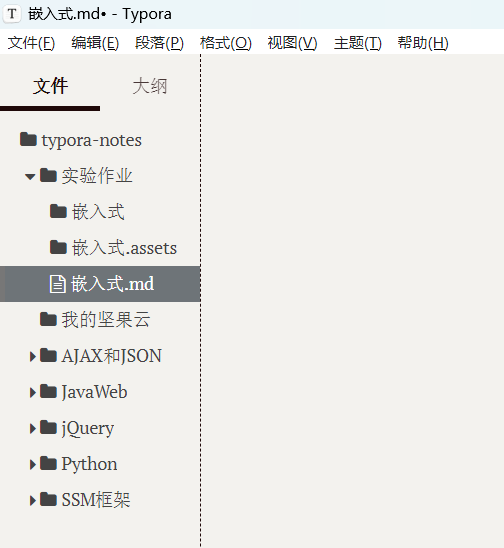 T 嵌入式.md• - Typora
文件(F) 编辑(E) 段落(P) 格式(O) 视图(V) 主题(T) 帮助(H)
文件 大纲
typora-notes
实验作业
嵌入式
嵌入式.assets
嵌入式.md
我的坚果云
AJAX和JSON
JavaWeb
jQuery
Python
SSM框架